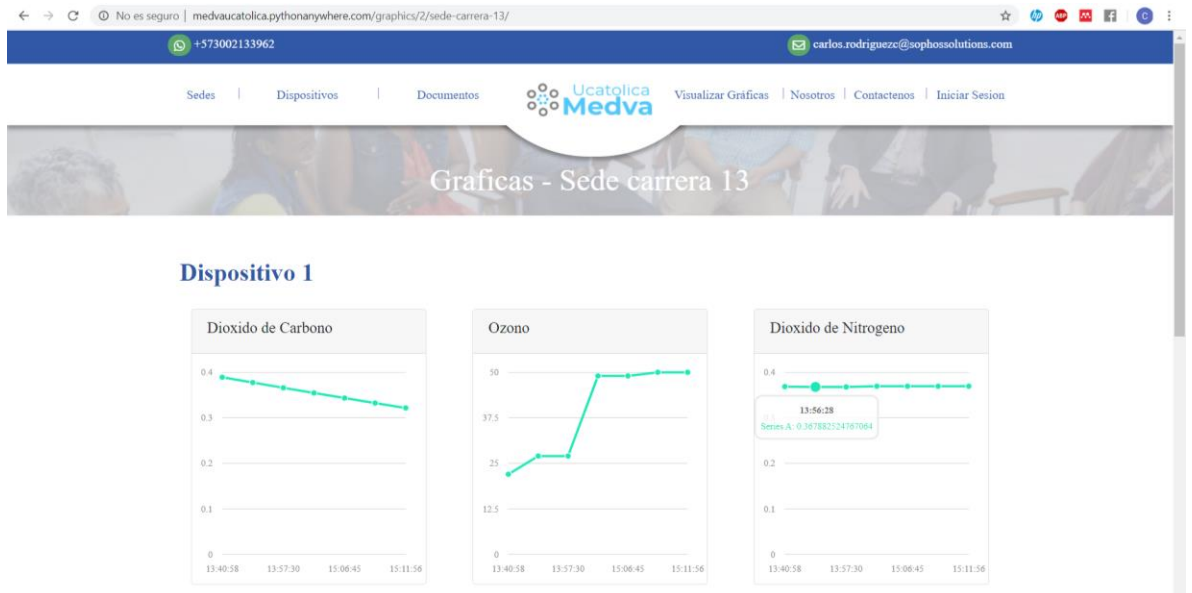 No es seguro | medvaucatolica.pythonanywhere.com/graphics/2/sede-carrera-13/
hp ABP C
+573002133962 carlos.rodriguezc@sophossolutions.com
Sedes | Dispositivos | Documentos Ucatolica Medva Visualizar Gráficas | Nosotros | Contactenos | Iniciar Sesion
Graficas - Sede carrera 13
Dispositivo 1
Dioxido de Carbono
0.4
0.3
0.2
0.1
0
13:40:58 13:57:30 15:06:45 15:11:56
Ozono
50
37.5
25
12.5
0
13:40:58 13:57:30 15:06:45 15:11:56
Dioxido de Nitrogeno
0.4
13:56:28
Series A: 0.367882524767064
0.2
0.1
0
13:40:58 13:57:30 15:06:45 15:11:56